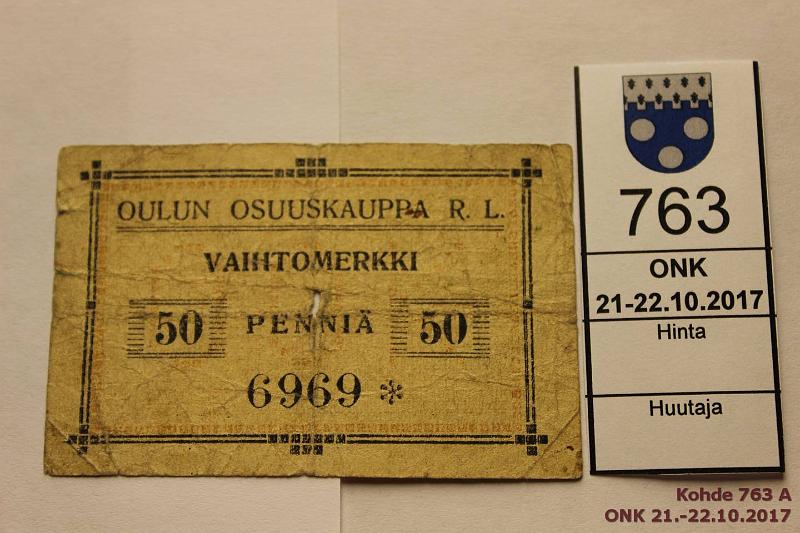 OULUN OSUUSKAUPPA R. L.
VAIHTOMERKKI
50 PENNIÄ 50
6969 *
763
ONK
21-22.10.2017
Hinta
Huutaja
Kohde 763 A
ONK 21.-22.10.2017